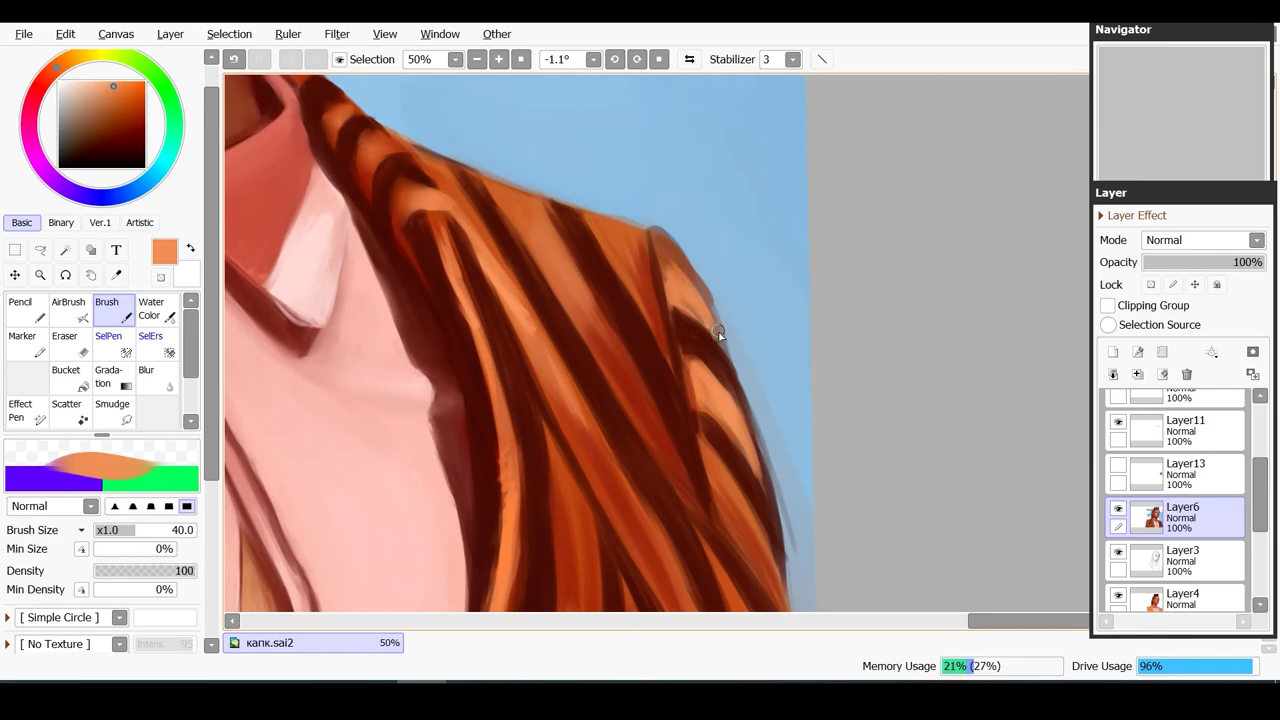 File Edit Canvas Layer Selection Ruler Filter View Window Other
Navigator
Selection 50% -1.1° Stabilizer 3
Layer
Layer Effect
Mode Normal
Opacity 100%
Lock
Clipping Group
Selection Source
Basic Binary Ver.1 Artistic
T
Pencil AirBrush Brush Water Color
Marker Eraser SelPen SelErs
Bucket Gradation Blur
Effect Pen Scatter Smudge
Normal
Brush Size x1.0 40.0
Min Size 0%
Density 100
Min Density 0%
[ Simple Circle ]
[ No Texture ] Intens. 95
Normal
100%
Layer11
Normal
100%
Layer13
Normal
100%
Layer6
Normal
100%
Layer3
Normal
100%
Layer4
Normal
капк.sai2 50%
Memory Usage 21% (27%) Drive Usage 96%